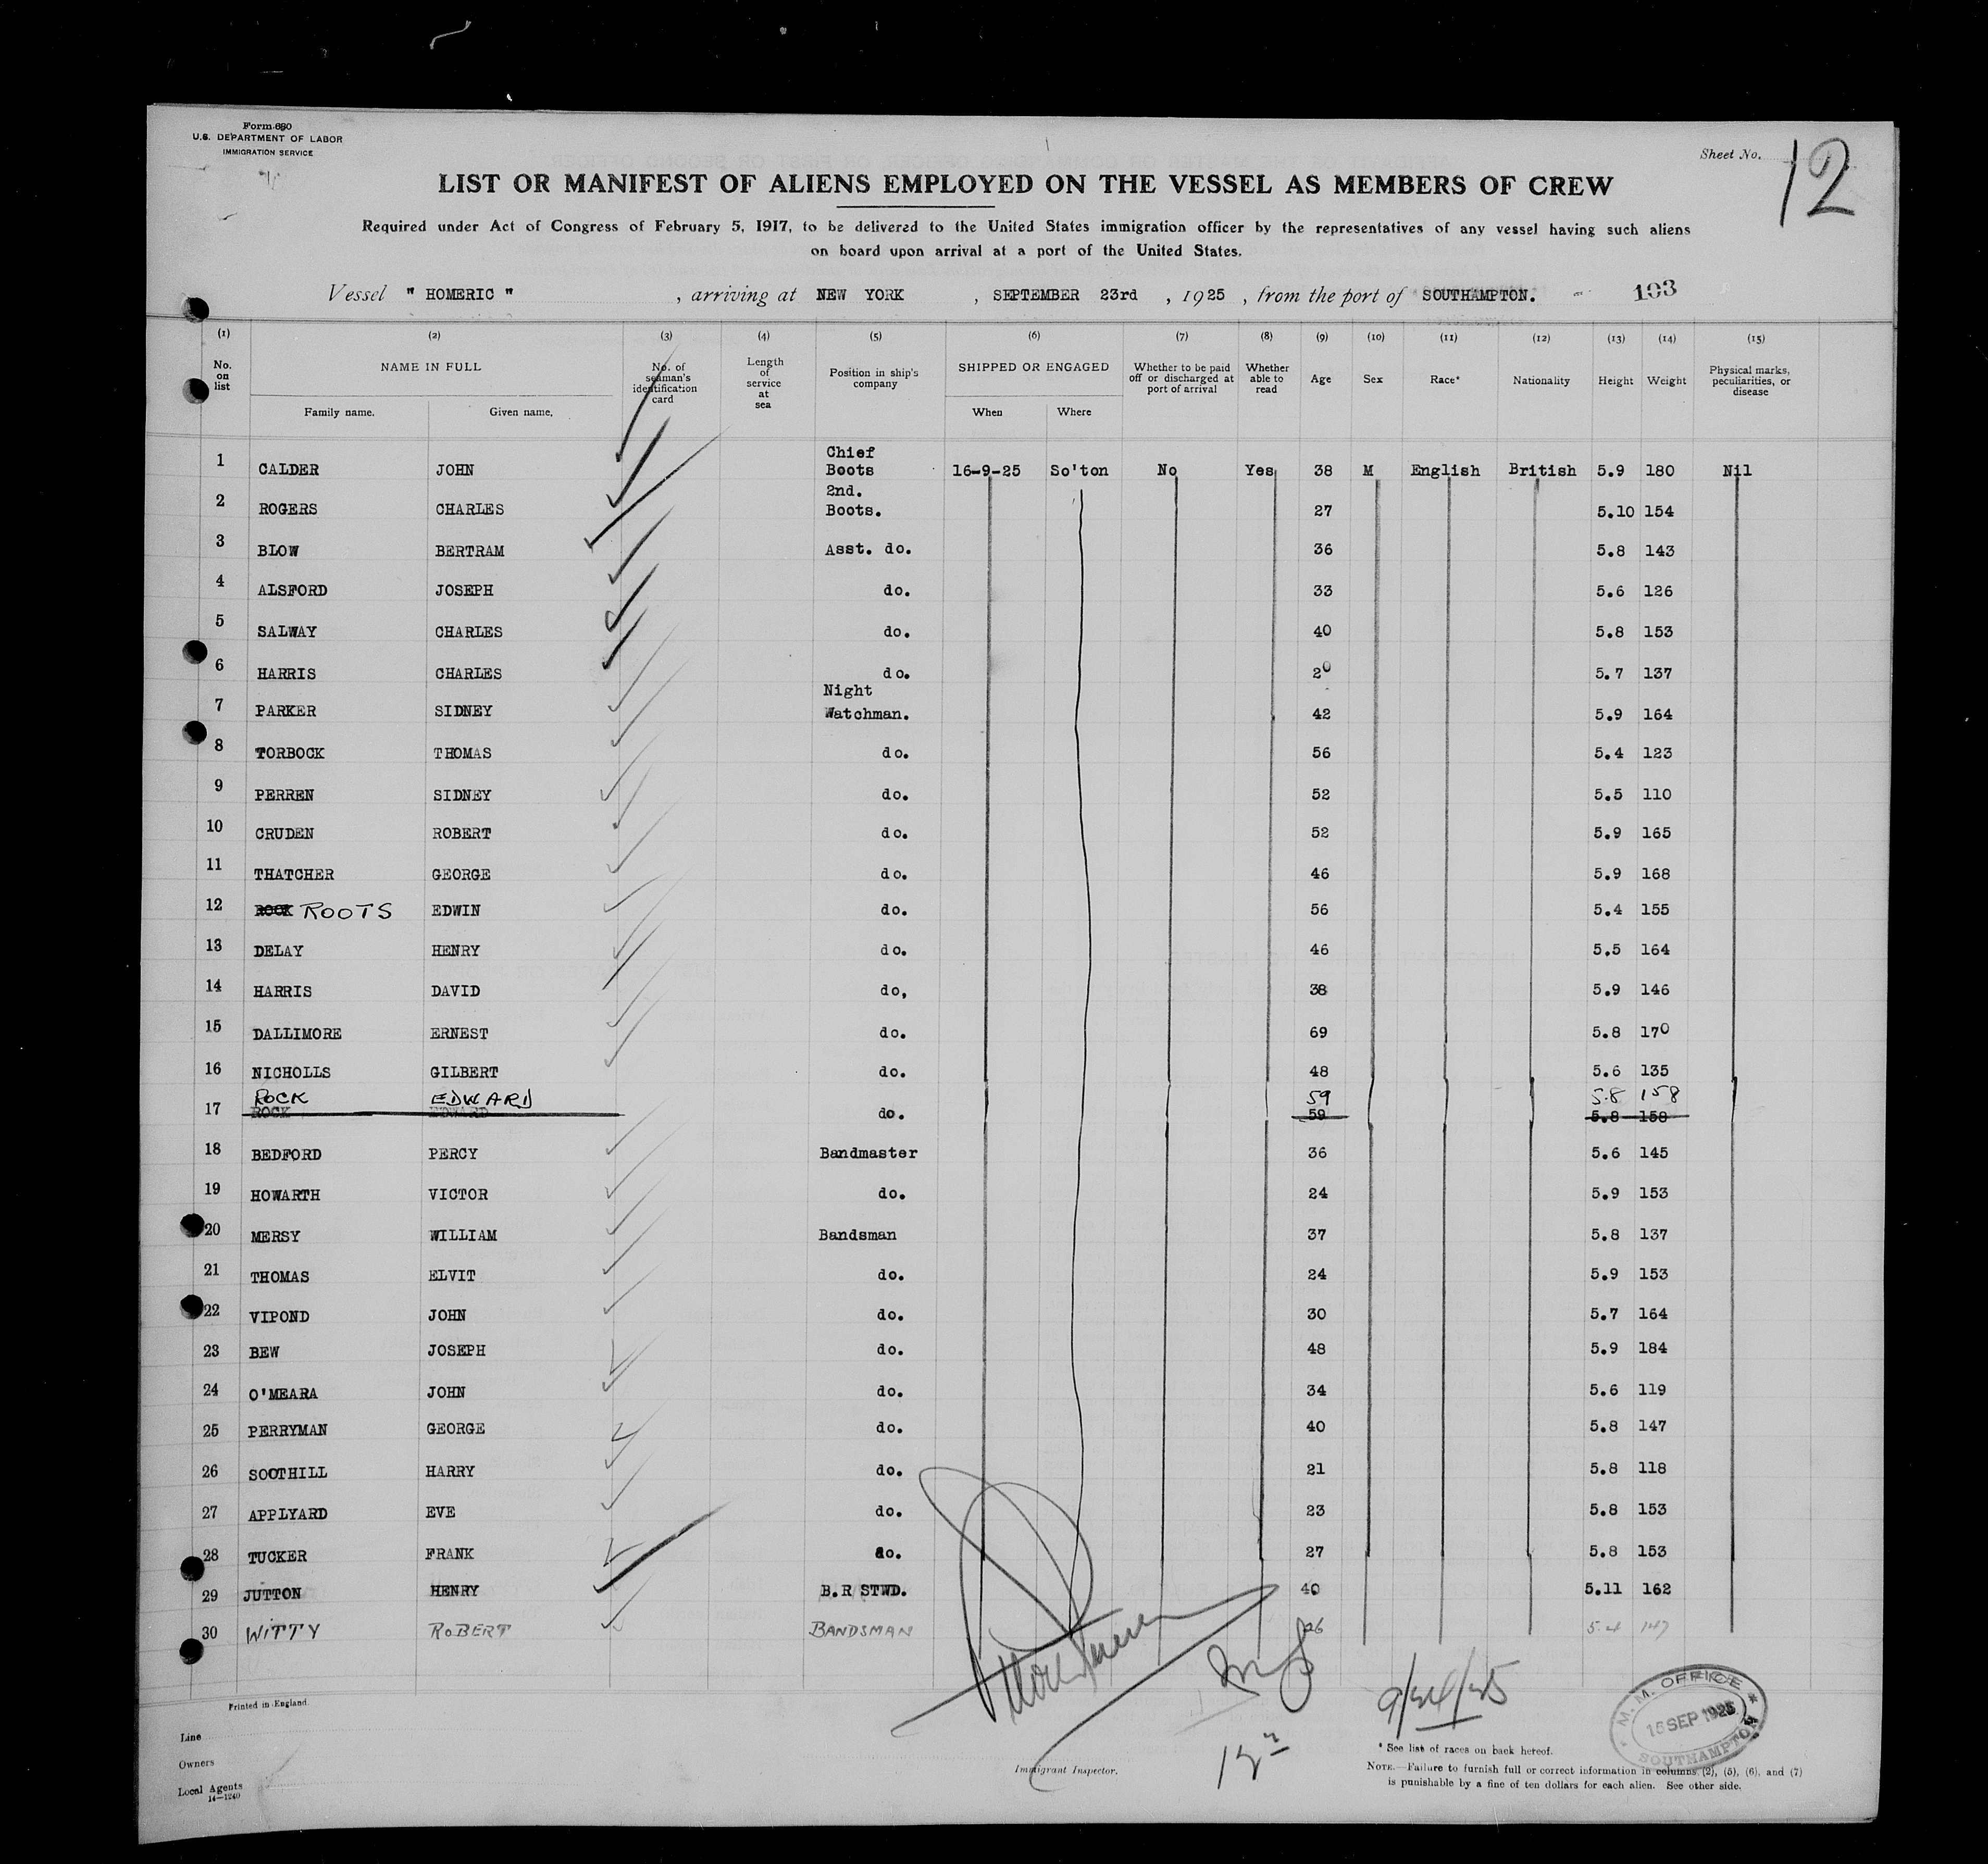 Form 680
U.S. DEPARTMENT OF LABOR
IMMIGRATION SERVICE
Sheet No. 12
LIST OR MANIFEST OF ALIENS EMPLOYED ON THE VESSEL AS MEMBERS OF CREW
Required under Act of Congress of February 5, 1917, to be delivered to the United States immigration officer by the representatives of any vessel having such aliens
on board upon arrival at a port of the United States.
Vessel " HOMERIC " , arriving at NEW YORK , SEPTEMBER 23rd , 1925 , from the port of SOUTHAMPTON. 103
(1) (2) (3) (4) (5) (6) (7) (8) (9) (10) (11) (12) (13) (14) (15)
No. on list NAME IN FULL No. of seaman's identification card Length of service at sea Position in ship's company SHIPPED OR ENGAGED Whether to be paid off or discharged at port of arrival Whether able to read Age Sex Race* Nationality Height Weight Physical marks, peculiarities, or disease
Family name. Given name. When Where
1 CALDER JOHN Chief Boots 16-9-25 So'ton No Yes 38 M English British 5.9 180 Nil
2 ROGERS CHARLES 2nd. Boots. 27 5.10 154
3 BLOW BERTRAM Asst. do. 36 5.8 143
4 ALSFORD JOSEPH do. 33 5.6 126
5 SALWAY CHARLES do. 40 5.8 153
6 HARRIS CHARLES do. 20 5.7 137
7 PARKER SIDNEY Night Watchman. 42 5.9 164
8 TORBOCK THOMAS do. 56 5.4 123
9 PERREN SIDNEY do. 52 5.5 110
10 CRUDEN ROBERT do. 52 5.9 165
11 THATCHER GEORGE do. 46 5.9 168
12 ROCK ROOTS EDWIN do. 56 5.4 155
13 DELAY HENRY do. 46 5.5 164
14 HARRIS DAVID do, 38 5.9 146
15 DALLIMORE ERNEST do. 69 5.8 170
16 NICHOLLS GILBERT do. 48 5.6 135
ROCK EDWARD 59 5.8 158
17 ROCK EDWARD do. 59 5.8 158
18 BEDFORD PERCY Bandmaster 36 5.6 145
19 HOWARTH VICTOR do. 24 5.9 153
20 MERSY WILLIAM Bandsman 37 5.8 137
21 THOMAS ELVIT do. 24 5.9 153
22 VIPOND JOHN do. 30 5.7 164
23 BEW JOSEPH do. 48 5.9 184
24 O'MEARA JOHN do. 34 5.6 119
25 PERRYMAN GEORGE do. 40 5.8 147
26 SOOTHILL HARRY do. 21 5.8 118
27 APPLYARD EVE do. 23 5.8 153
28 TUCKER FRANK do. 27 5.8 153
29 JUTTON HENRY B.R STWD. 40 5.11 162
30 WITTY ROBERT BANDSMAN 26 5.4 147
Printed in England.
9/24/25
M. M. OFFICE
15 SEP 1925
SOUTHAMPTON
Line
Owners
Local Agents
14—1240
Immigrant Inspector.
* See list of races on back hereof.
NOTE.—Failure to furnish full or correct information in columns (2), (5), (6), and (7)
is punishable by a fine of ten dollars for each alien. See other side.